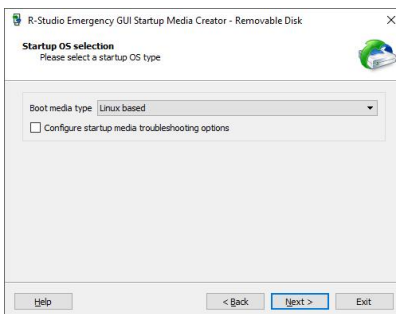 R-Studio Emergency GUI Startup Media Creator - Removable Disk
Startup OS selection
Please select a startup OS type
Boot media type Linux based
Configure startup media troubleshooting options
Help < Back Next > Exit